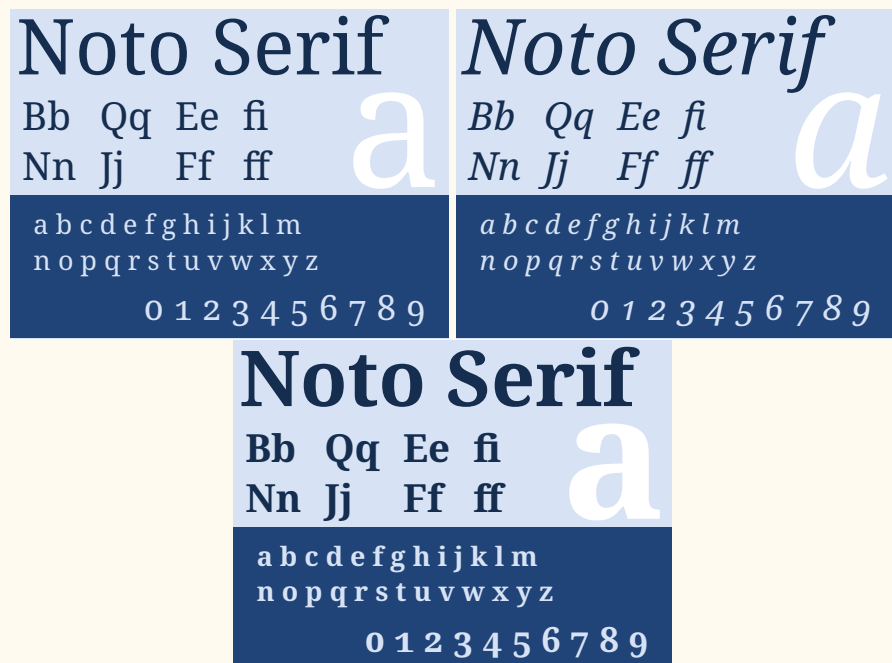 Noto Serif
Bb Qq Ee fi
Nn Jj Ff ff
a
a b c d e f g h i j k l m
n o p q r s t u v w x y z
0 1 2 3 4 5 6 7 8 9
Noto Serif
Bb Qq Ee fi
Nn Jj Ff ff
a
a b c d e f g h i j k l m
n o p q r s t u v w x y z
0 1 2 3 4 5 6 7 8 9
Noto Serif
Bb Qq Ee fi
Nn Jj Ff ff
a
a b c d e f g h i j k l m
n o p q r s t u v w x y z
0 1 2 3 4 5 6 7 8 9